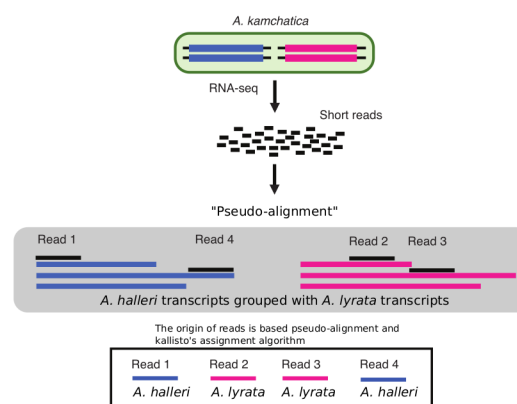 A. kamchatica
RNA-seq
Short reads
"Pseudo-alignment"
Read 1
Read 4
Read 2
Read 3
A. halleri transcripts grouped with A. lyrata transcripts
The origin of reads is based pseudo-alignment and
kallisto's assignment algorithm
Read 1 Read 2 Read 3 Read 4
A. halleri A. lyrata A. lyrata A. halleri